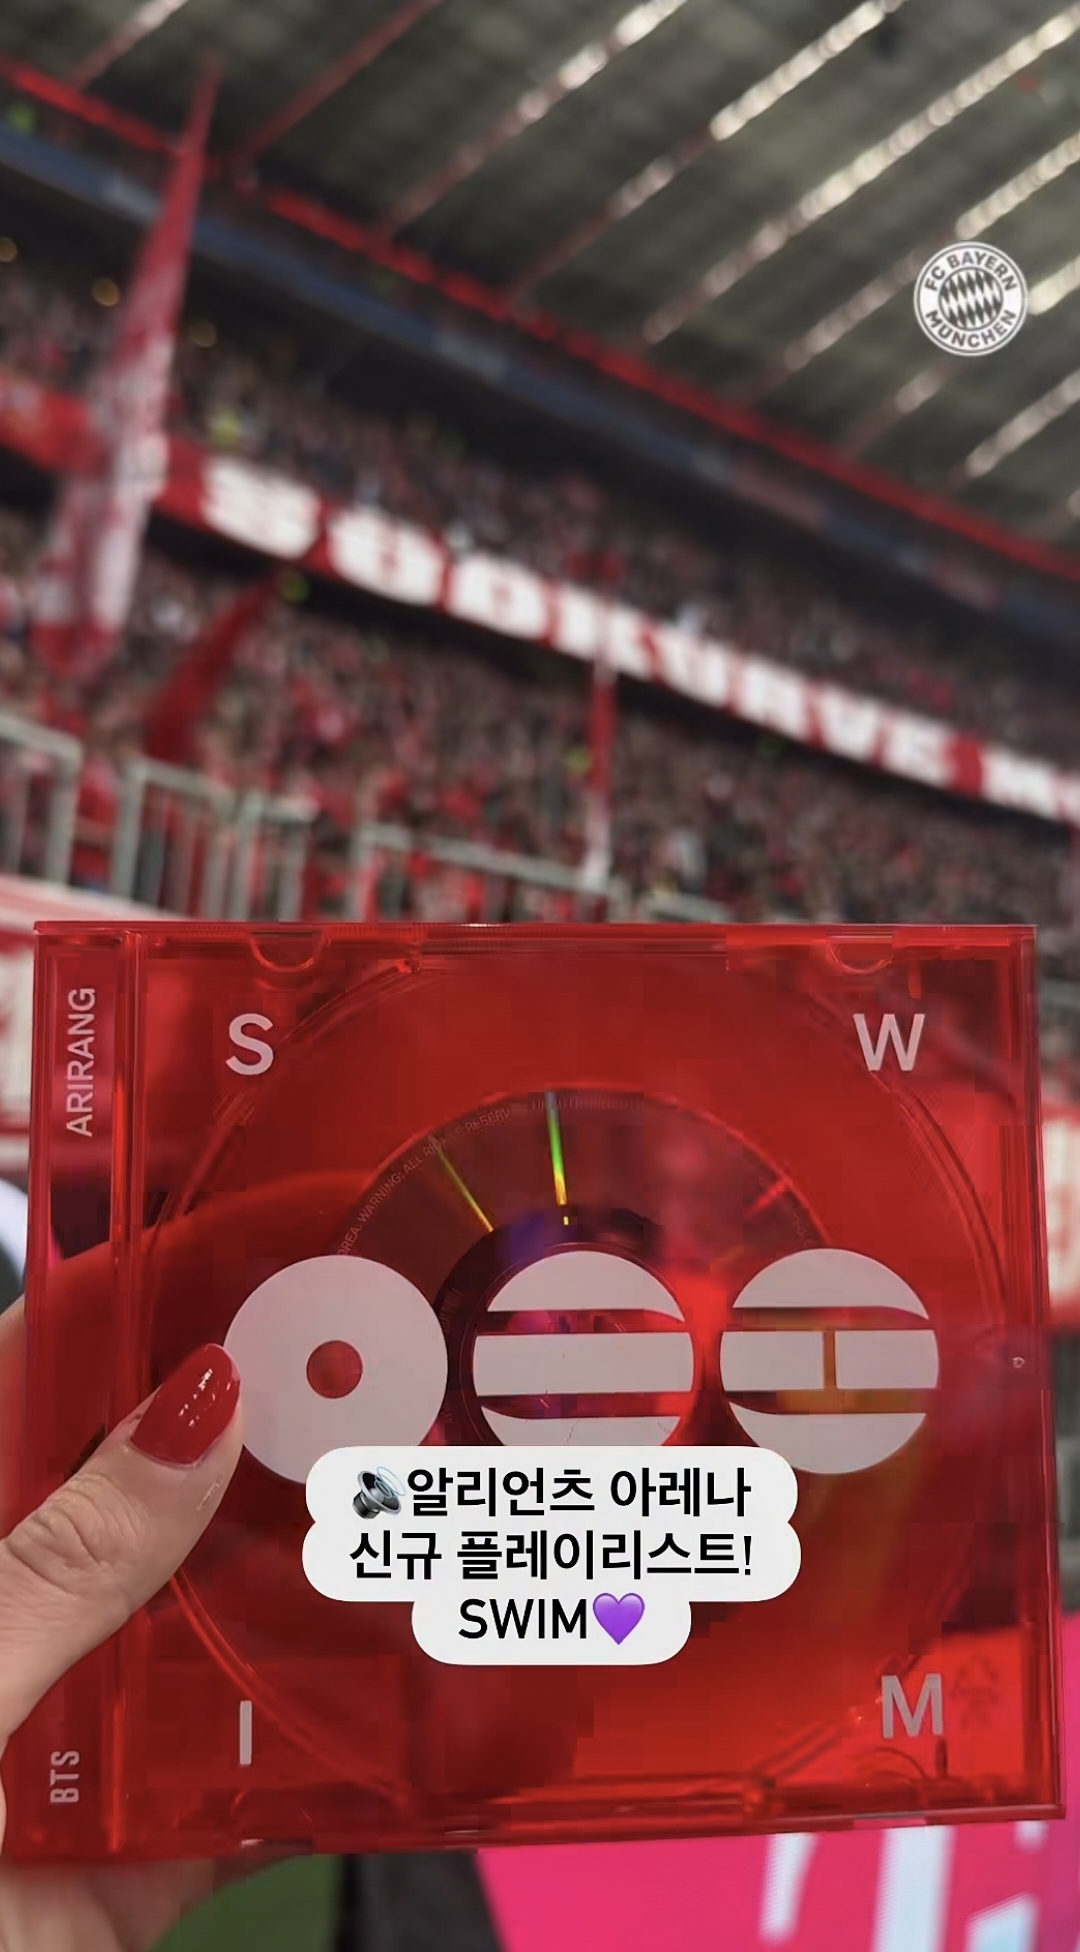 FC BAYERN
MÜNCHEN
SÜDKURVE
ARIRANG
S
W
🔊알리언츠 아레나
신규 플레이리스트!
SWIM💜
I
M
BTS